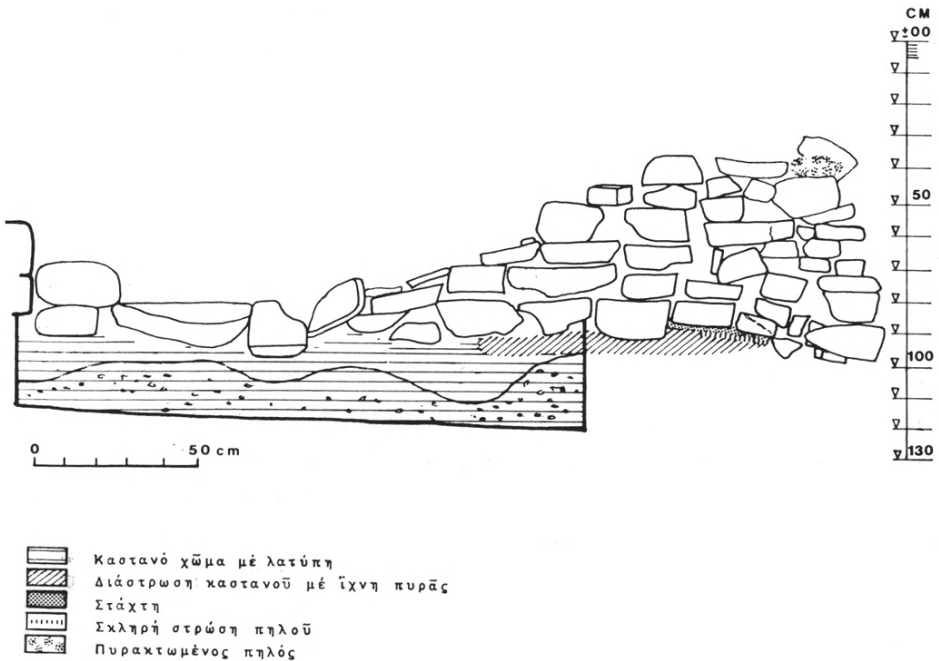 CM
±00
50
100
130
0 50 cm
Καστανό χῶμα μέ λατύπη
Διάστρωση καστανοῦ μέ ἴχνη πυρᾶς
Στάχτη
Σκληρή στρώση πηλοῦ
Πυρακτωμένος πηλός